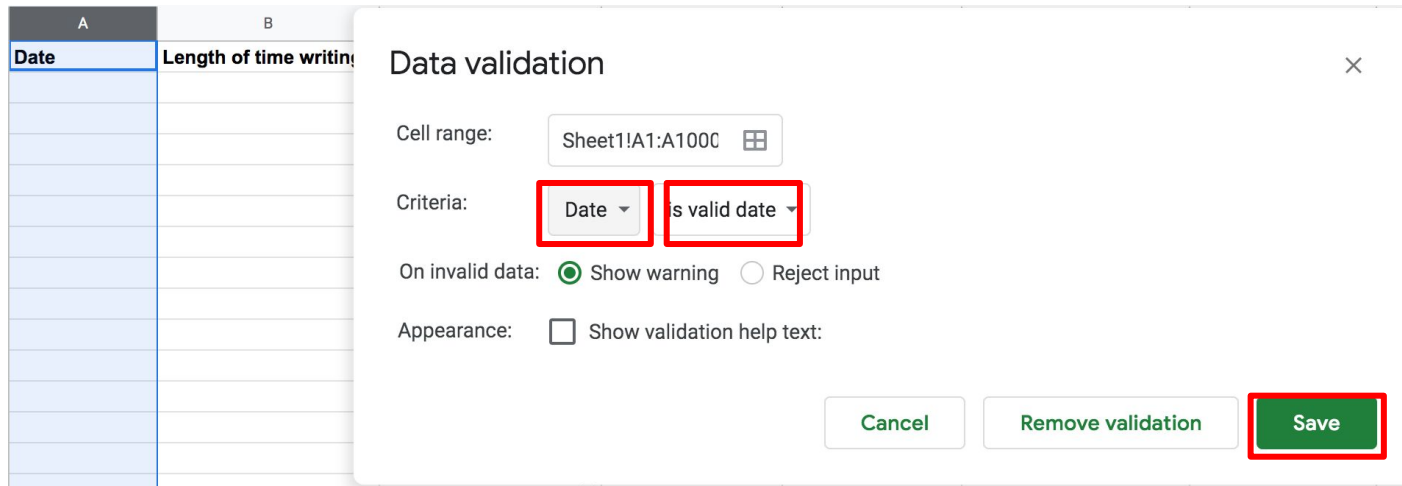 A B
Date Length of time writing
Data validation
Cell range: Sheet1!A1:A1000
Criteria: Date is valid date
On invalid data: Show warning Reject input
Appearance: Show validation help text:
Cancel Remove validation Save